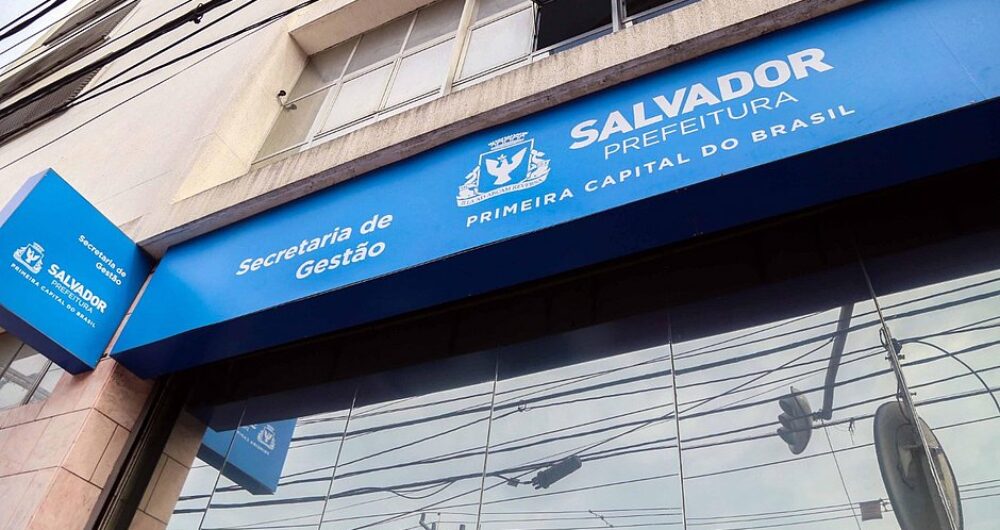 Secretaria de
Gestão
SALVADOR
PREFEITURA
PRIMEIRA CAPITAL DO BRASIL
Secretaria de
Gestão
SALVADOR
PREFEITURA
PRIMEIRA CAPITAL DO BRASIL